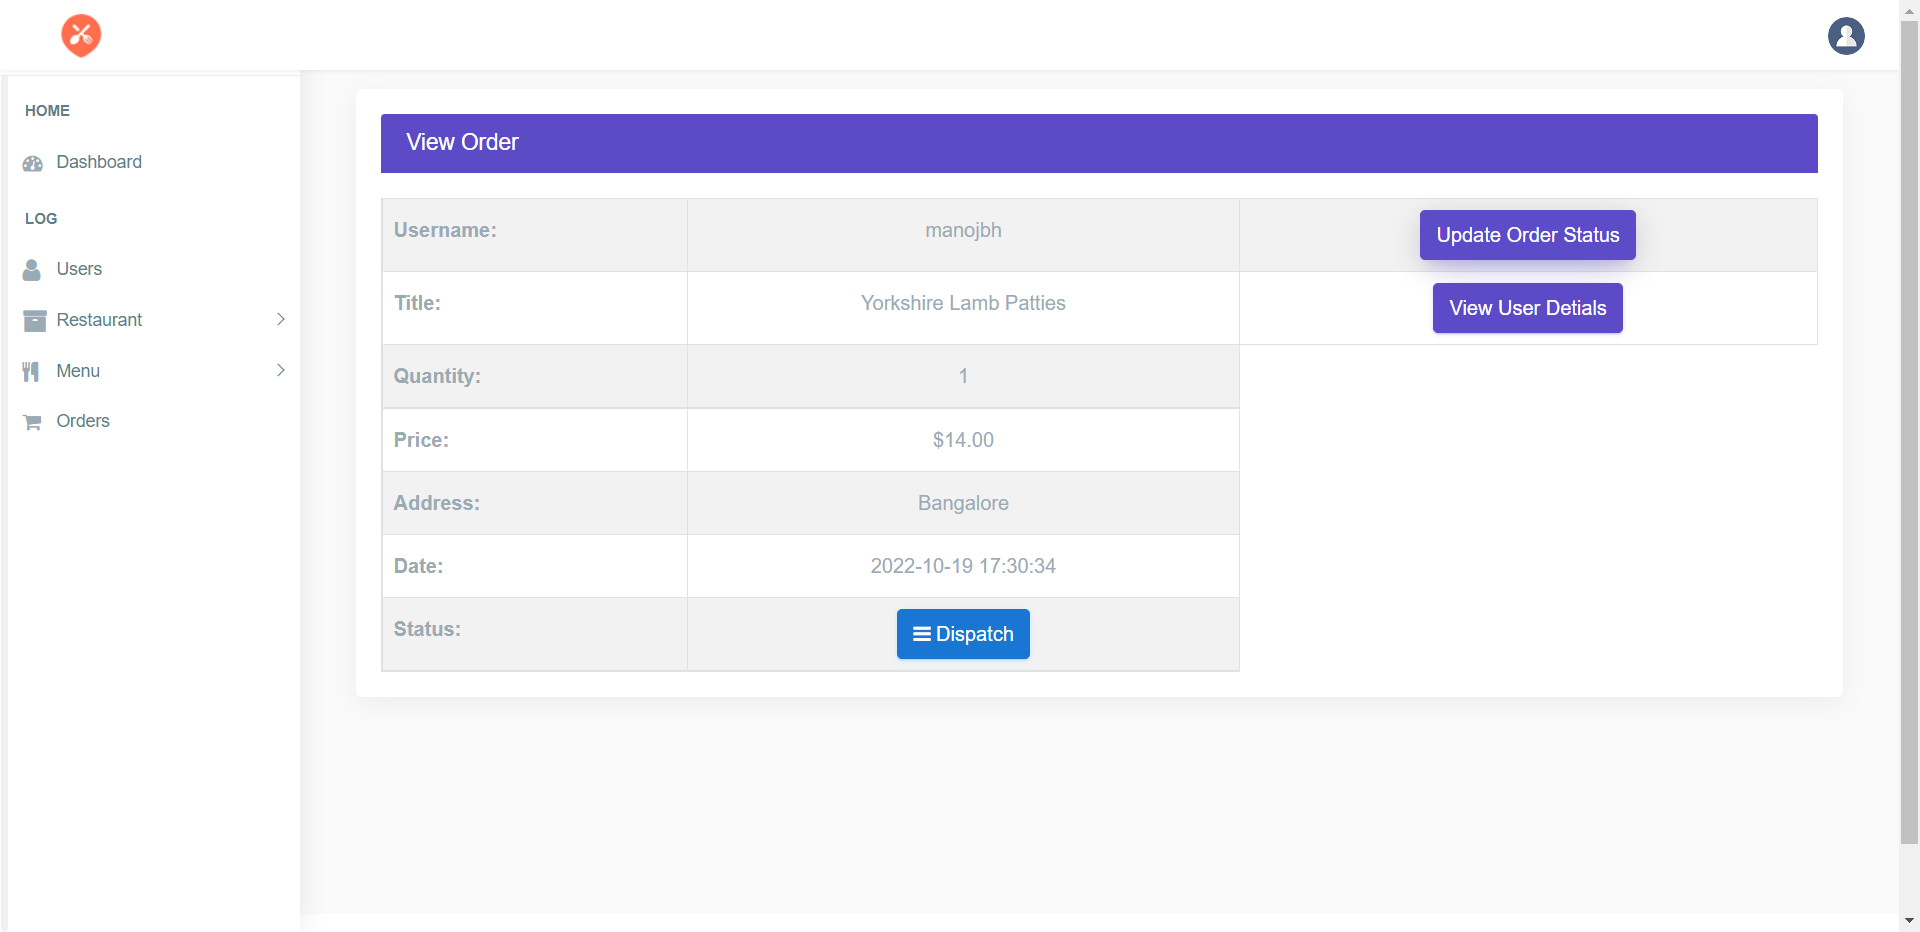 HOME
Dashboard
LOG
Users
Restaurant
Menu
Orders
View Order
Username: manojbh Update Order Status
Title: Yorkshire Lamb Patties View User Detials
Quantity: 1
Price: $14.00
Address: Bangalore
Date: 2022-10-19 17:30:34
Status: Dispatch